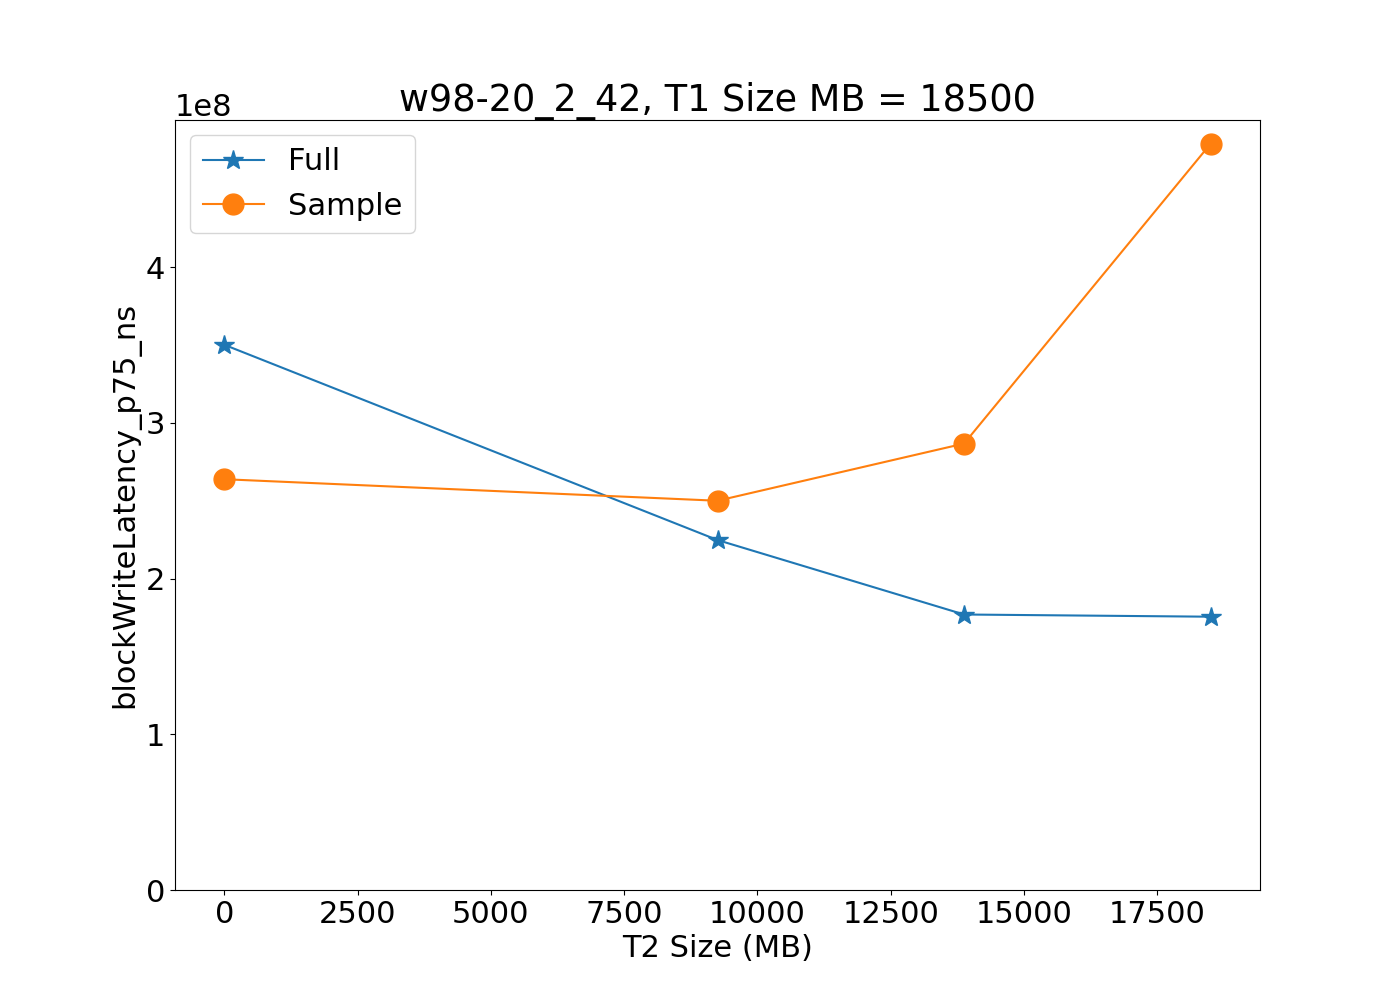 w98-20_2_42, T1 Size MB = 18500
1e8
Full
Sample
4
3
2
1
0
blockWriteLatency_p75_ns
0 2500 5000 7500 10000 12500 15000 17500
T2 Size (MB)